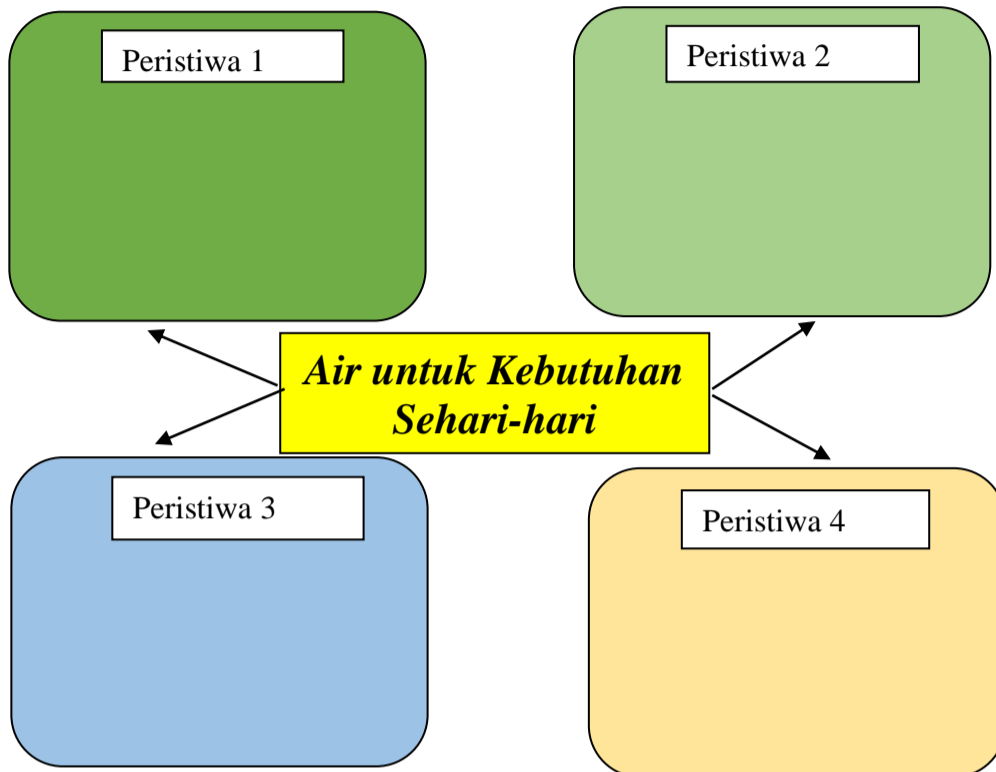 Peristiwa 1
Peristiwa 2
Air untuk Kebutuhan
Sehari-hari
Peristiwa 3
Peristiwa 4